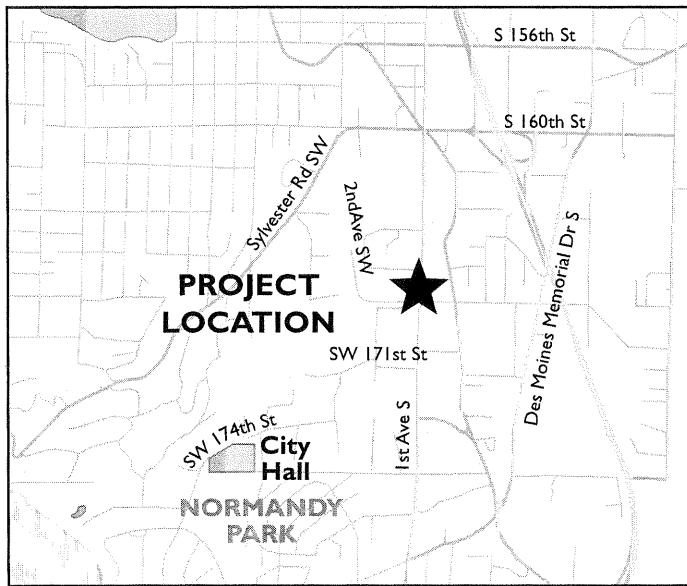 S 156th St
S 160th St
Sylvester Rd SW
2ndAve SW
Des Moines Memorial Dr S
PROJECT
LOCATION
SW 171st St
1st Ave S
SW 174th St
City
Hall
NORMANDY
PARK